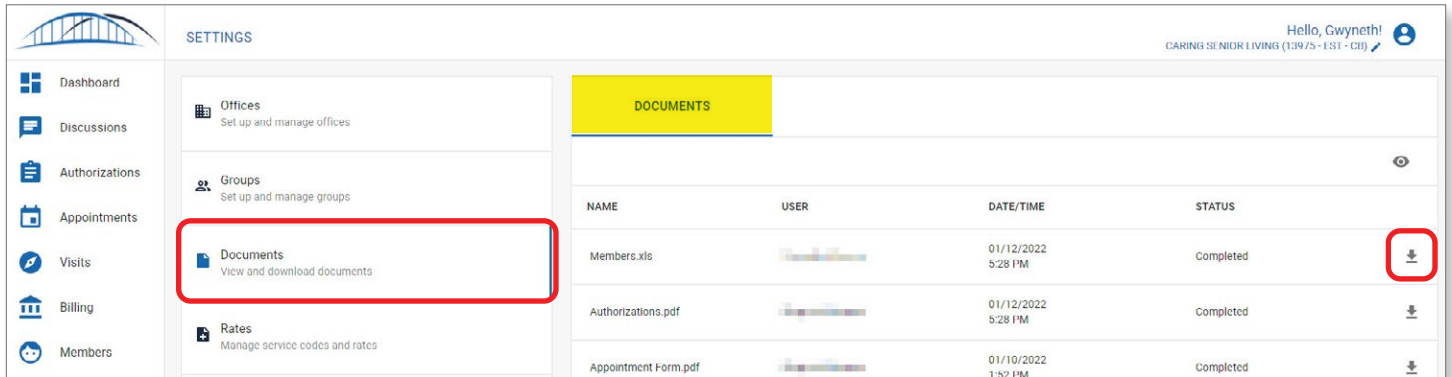 SETTINGS
Hello, Gwyneth!
CARING SENIOR LIVING (13975 - EST - CB)
Dashboard
Discussions
Authorizations
Appointments
Visits
Billing
Members
Offices
Set up and manage offices
Groups
Set up and manage groups
Documents
View and download documents
Rates
Manage service codes and rates
DOCUMENTS
NAME USER DATE/TIME STATUS
Members.xls 01/12/2022 5:28 PM Completed
Authorizations.pdf 01/12/2022 5:28 PM Completed
Appointment Form.pdf 01/10/2022 1:52 PM Completed